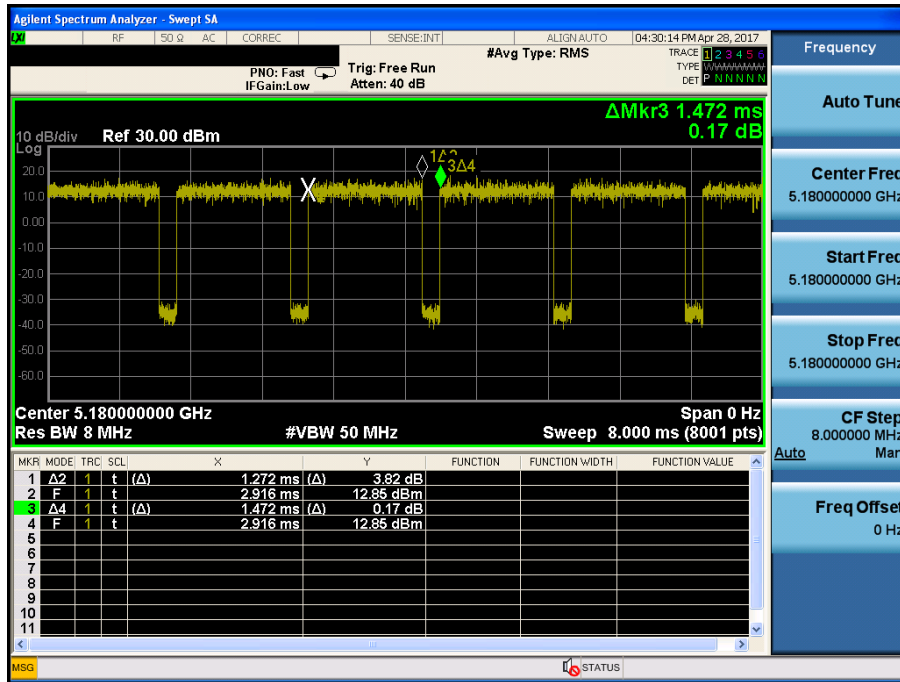 Agilent Spectrum Analyzer - Swept SA
LXI RF 50 Ω AC CORREC SENSE:INT ALIGN AUTO 04:30:14 PM Apr 28, 2017
#Avg Type: RMS TRACE 1 2 3 4 5 6
PNO: Fast Trig: Free Run TYPE
IFGain:Low Atten: 40 dB DET P N N N N N
ΔMkr3 1.472 ms
0.17 dB
10 dB/div Ref 30.00 dBm
Log
1Δ2
3Δ4
20.0
10.0
0.00
-10.0
-20.0
-30.0
-40.0
-50.0
-60.0
Center 5.180000000 GHz Span 0 Hz
Res BW 8 MHz #VBW 50 MHz Sweep 8.000 ms (8001 pts)
MKR MODE TRC SCL X Y FUNCTION FUNCTION WIDTH FUNCTION VALUE
1 Δ2 1 t (Δ) 1.272 ms (Δ) 3.82 dB
2 F 1 t 2.916 ms 12.85 dBm
3 Δ4 1 t (Δ) 1.472 ms (Δ) 0.17 dB
4 F 1 t 2.916 ms 12.85 dBm
5
6
7
8
9
10
11
MSG STATUS
Frequency
Auto Tune
Center Freq
5.180000000 GHz
Start Freq
5.180000000 GHz
Stop Freq
5.180000000 GHz
CF Step
8.000000 MHz
Auto Man
Freq Offset
0 Hz